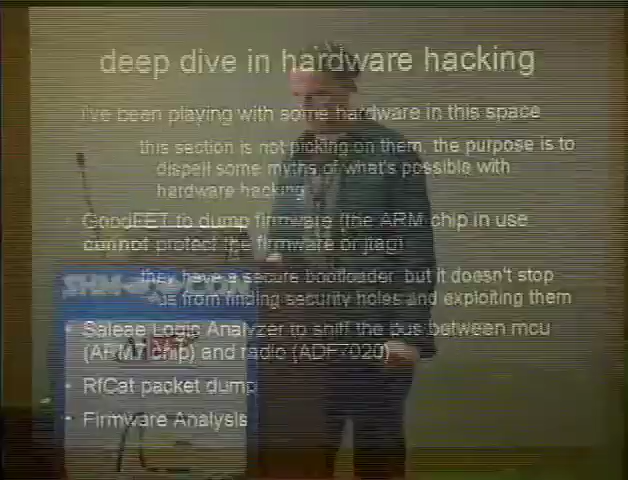 deep dive in hardware hacking
i've been playing with some hardware in this space
this section is not picking on them, the purpose is to
dispell some myths of what's possible with
hardware hacking
GoodFET to dump firmware (the ARM chip in use
cannot protect the firmware or jtag)
they have a secure bootloader, but it doesn't stop
us from finding security holes and exploiting them
Saleae Logic Analyzer to sniff the bus between mcu
(ARM7 chip) and radio (ADF7020)
RfCat packet dump
Firmware Analysis